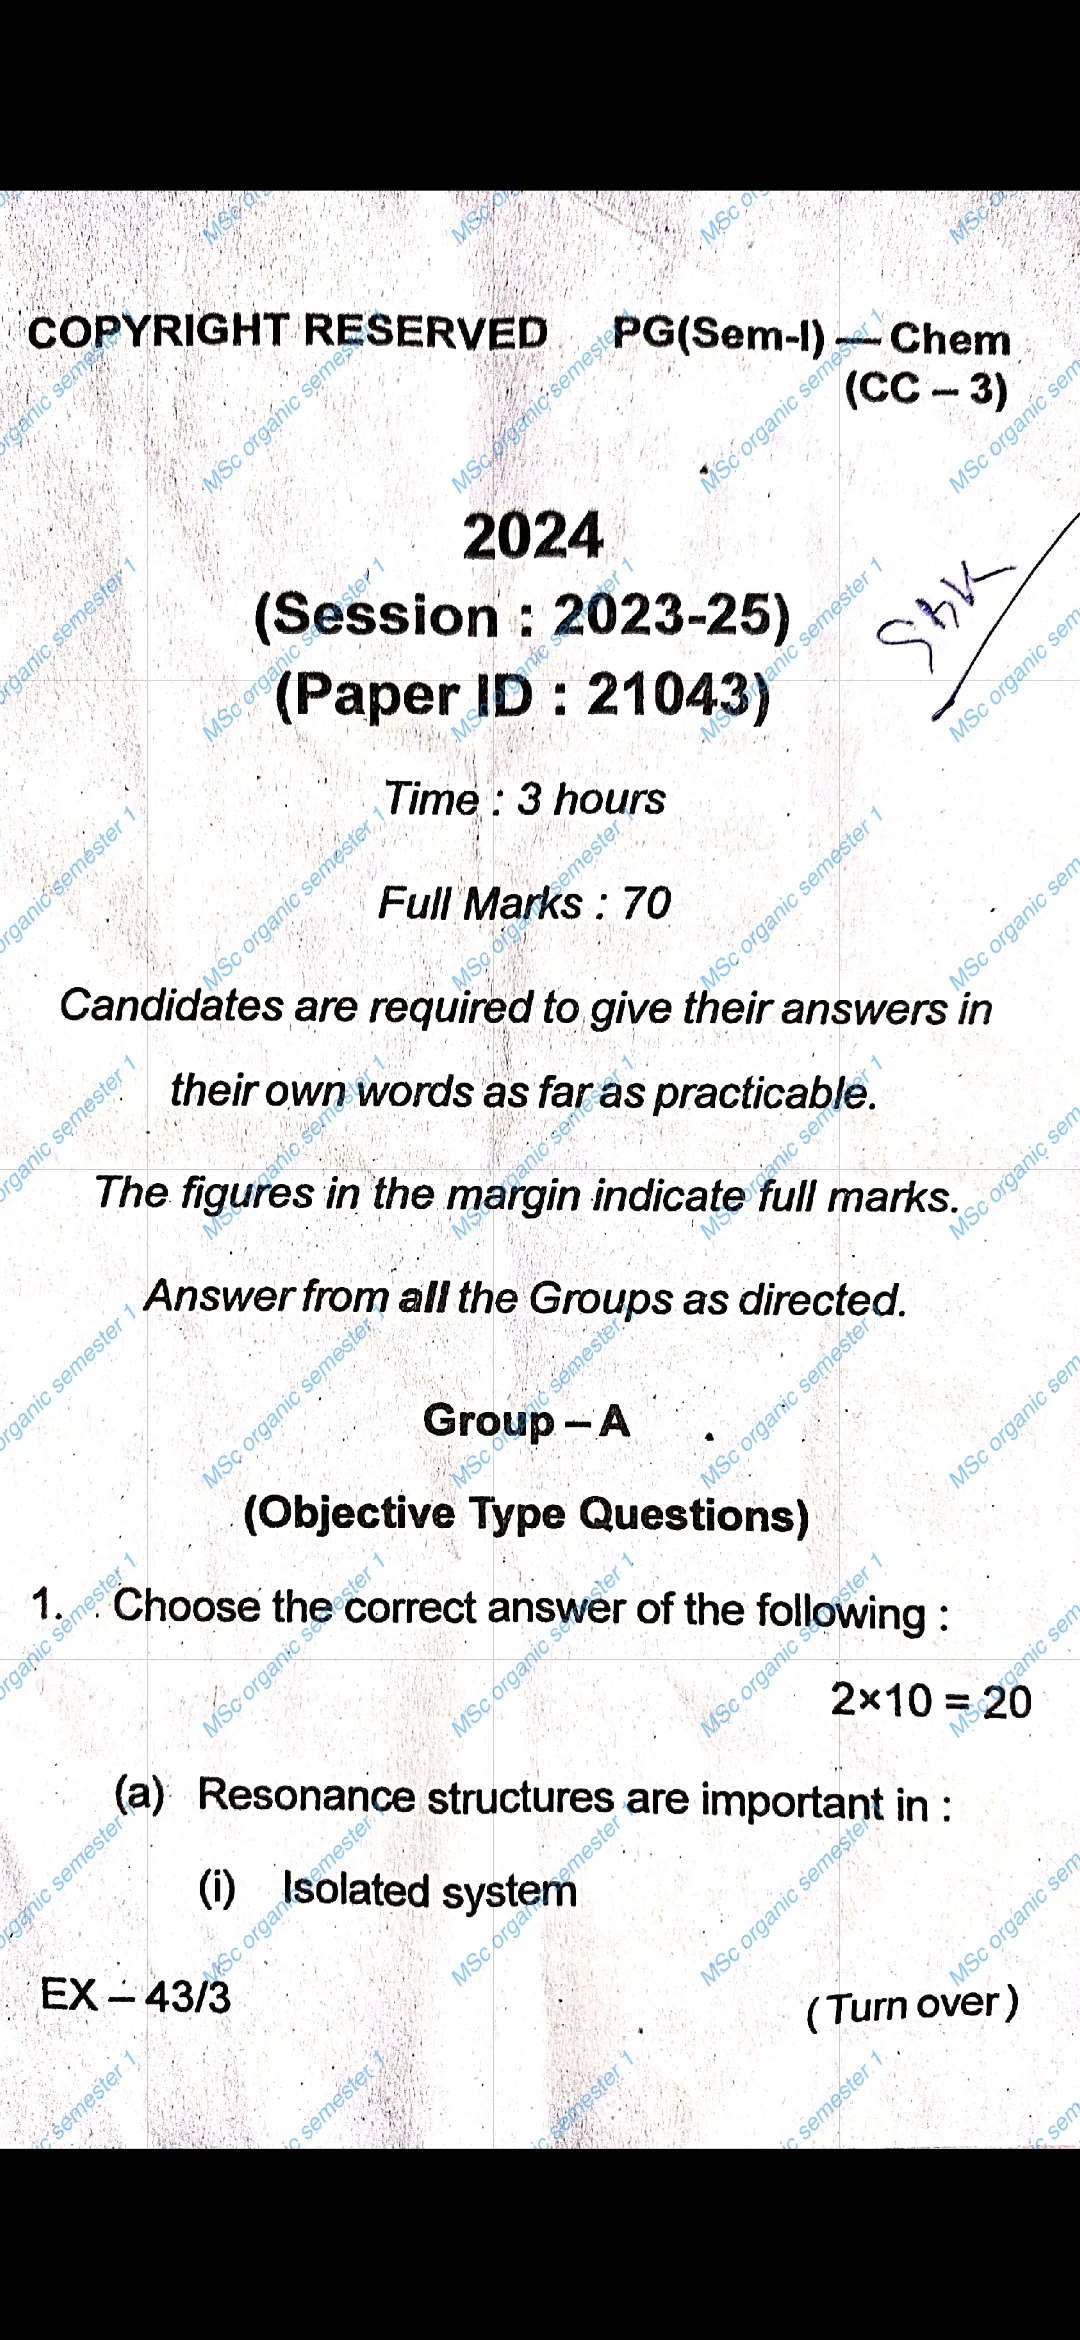 COPYRIGHT RESERVED PG(Sem-I) — Chem
(CC – 3)
2024
(Session : 2023-25)
(Paper ID : 21043)
Time : 3 hours
Full Marks : 70
Candidates are required to give their answers in
their own words as far as practicable.
The figures in the margin indicate full marks.
Answer from all the Groups as directed.
Group – A
(Objective Type Questions)
1. Choose the correct answer of the following :
2×10 = 20
(a) Resonance structures are important in :
(i) Isolated system
EX – 43/3
(Turn over)
MSc organic semester 1